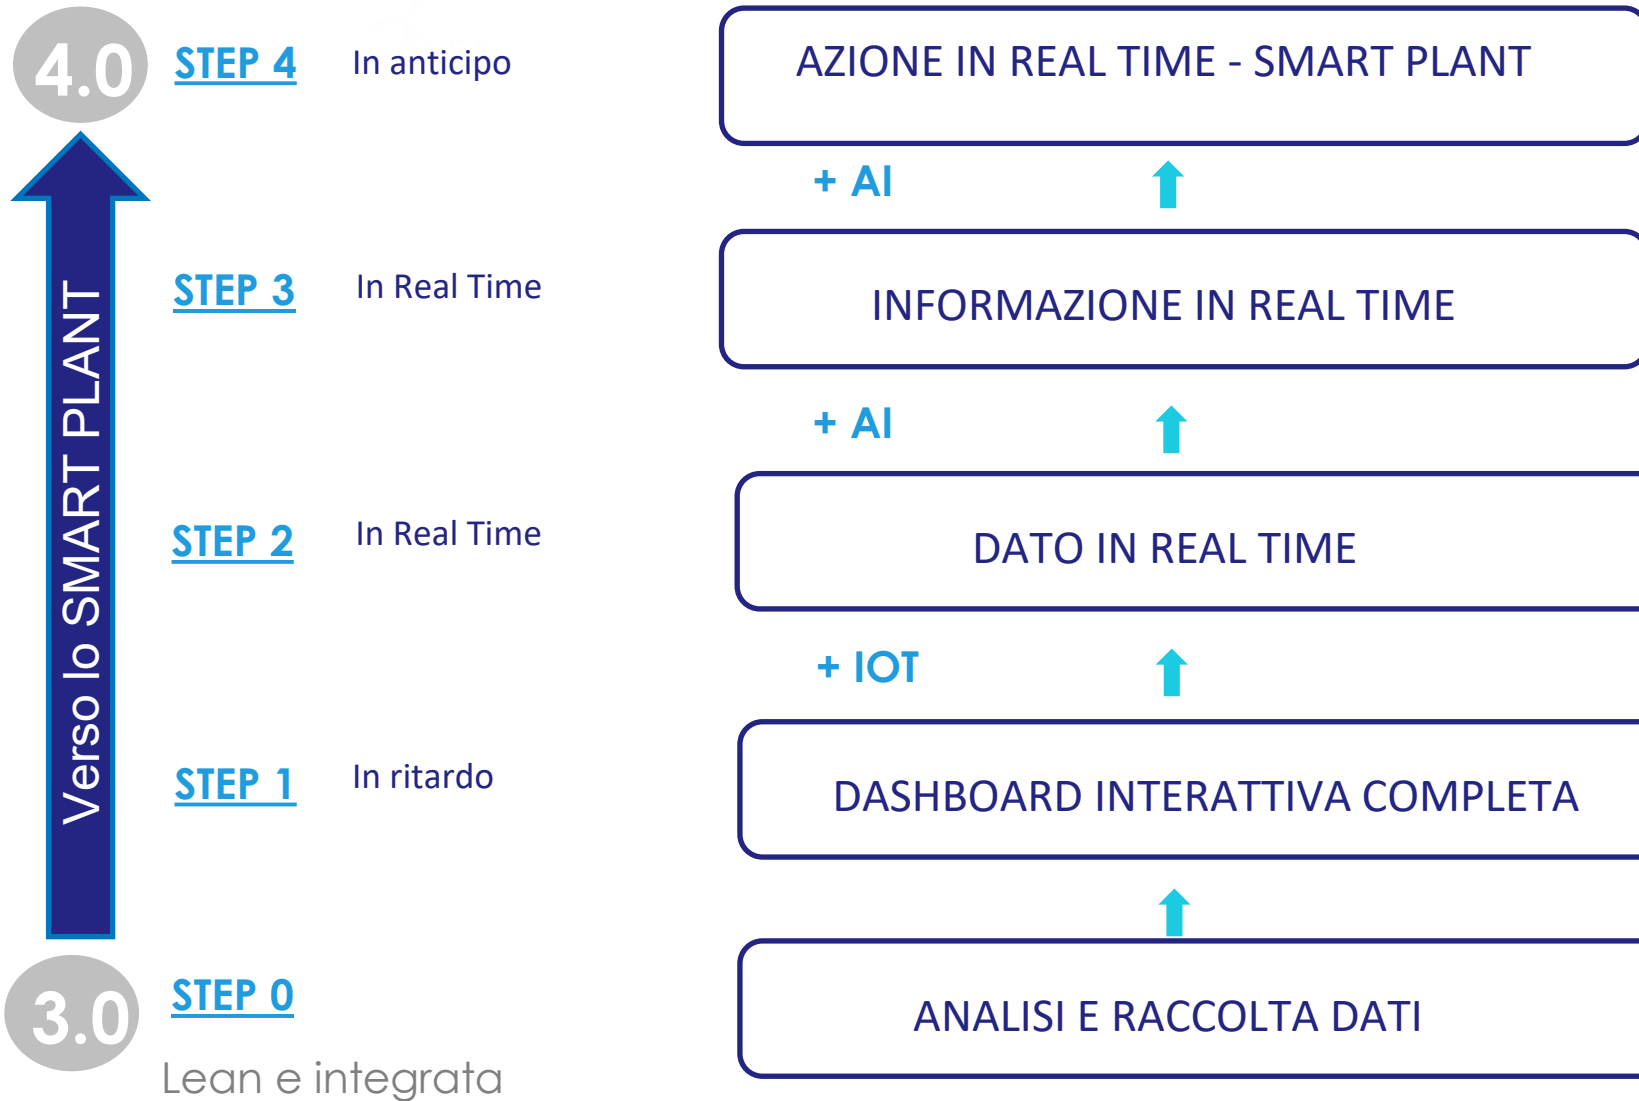 4.0
STEP 4
In anticipo
AZIONE IN REAL TIME - SMART PLANT
+ AI
STEP 3
In Real Time
INFORMAZIONE IN REAL TIME
+ AI
Verso lo SMART PLANT
STEP 2
In Real Time
DATO IN REAL TIME
+ IOT
STEP 1
In ritardo
DASHBOARD INTERATTIVA COMPLETA
3.0
STEP 0
ANALISI E RACCOLTA DATI
Lean e integrata